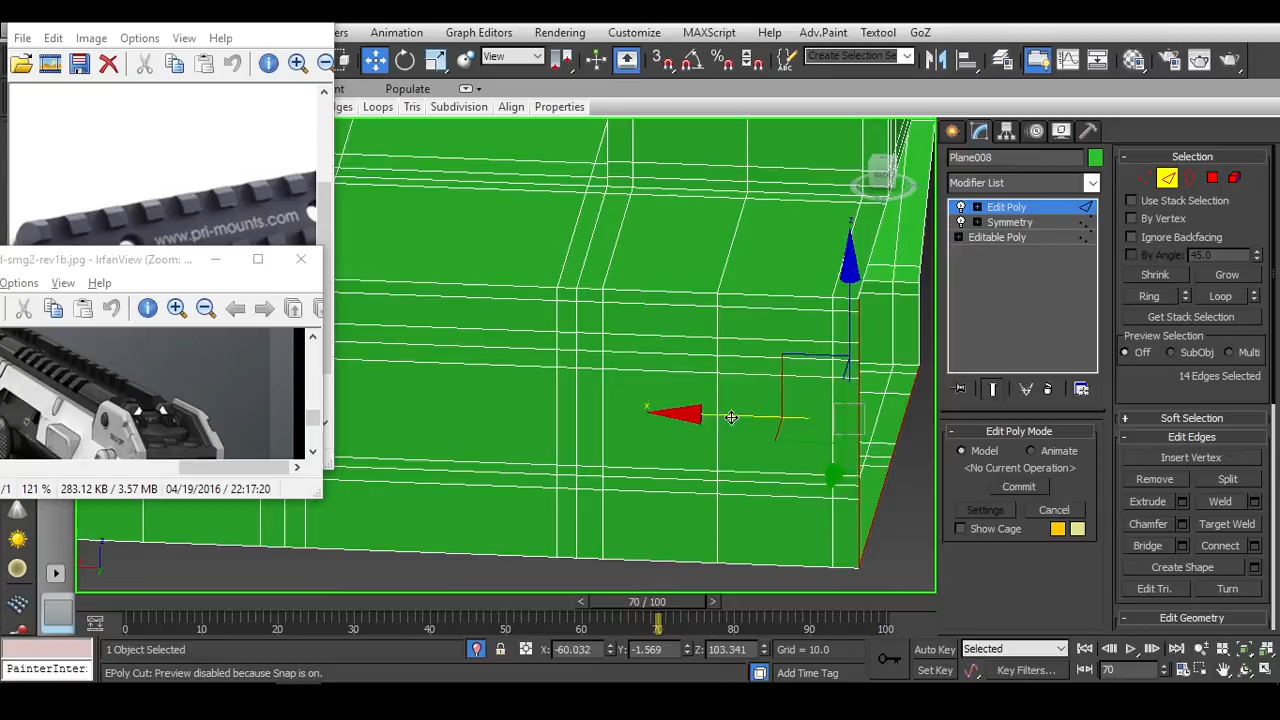 File Edit Image Options View Help
ers Animation Graph Editors Rendering Customize MAXScript Help Adv.Paint Textool GoZ
View
3
Create Selection Se
nt Populate
dges Loops Tris Subdivision Align Properties
www.pri-mounts.com
d-smg2-rev1b.jpg - IrfanView (Zoom:
Options View Help
/1 121 % 283.12 KB / 3.57 MB 04/19/2016 / 22:17:20
BACK
z
x
z
Plane008
Modifier List
Edit Poly
Symmetry
Editable Poly
Edit Poly Mode
Model Animate
<No Current Operation>
Commit
Settings Cancel
Show Cage
Selection
Use Stack Selection
By Vertex
Ignore Backfacing
By Angle: 45.0
Shrink Grow
Ring Loop
Get Stack Selection
Preview Selection
Off SubObj Multi
14 Edges Selected
Soft Selection
Edit Edges
Insert Vertex
Remove Split
Extrude Weld
Chamfer Target Weld
Bridge Connect
Create Shape
Edit Tri. Turn
Edit Geometry
< 70 / 100 >
0 10 20 30 40 50 60 70 80 90 100
1 Object Selected X: -60.032 Y: -1.569 Z: 103.341 Grid = 10.0 Auto Key Selected
PainterInter EPoly Cut: Preview disabled because Snap is on. Add Time Tag Set Key Key Filters... 70